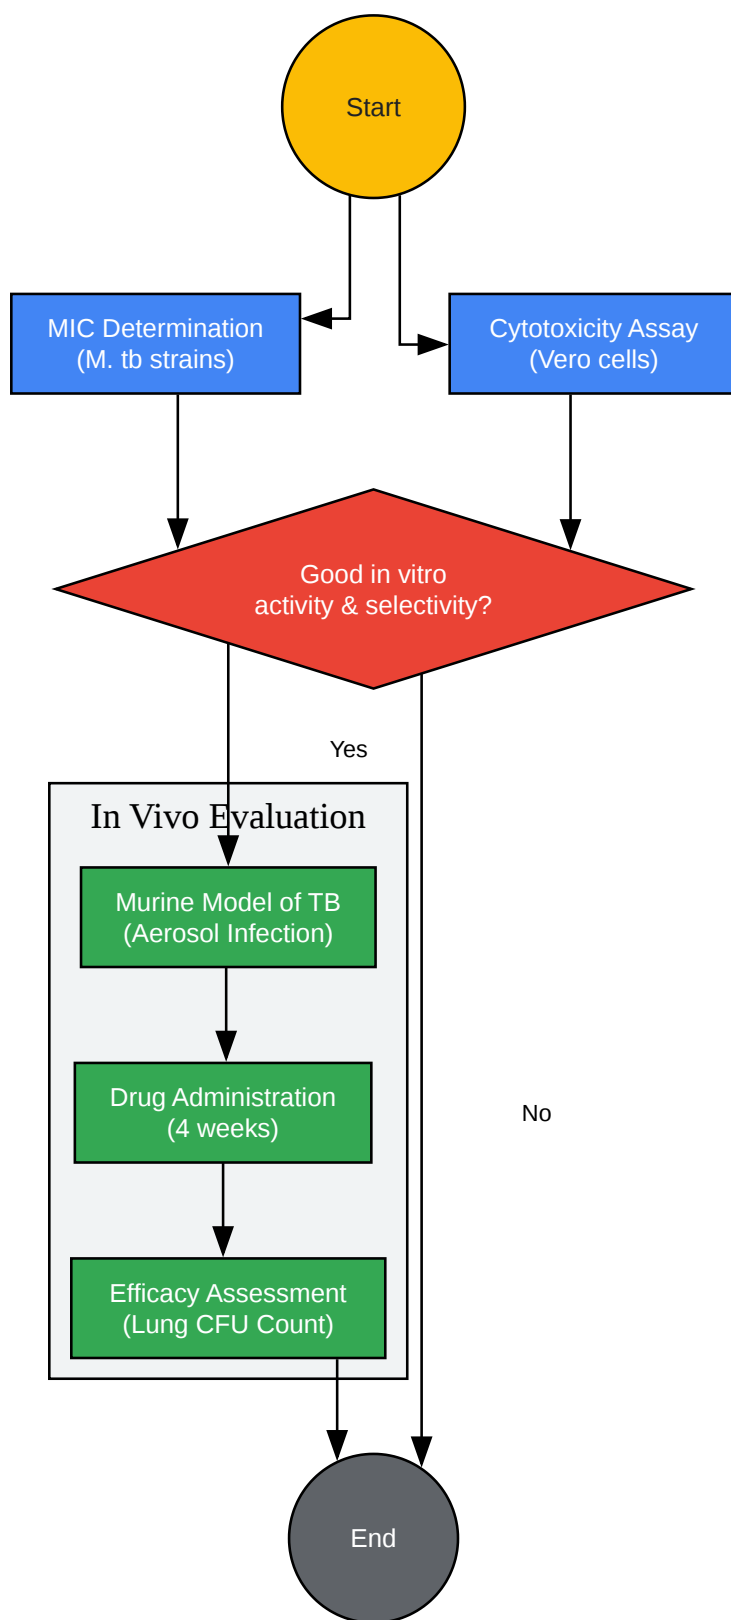 Start
MIC Determination
(M. tb strains)
Cytotoxicity Assay
(Vero cells)
Good in vitro
activity & selectivity?
Yes
In Vivo Evaluation
Murine Model of TB
(Aerosol Infection)
Drug Administration
(4 weeks)
No
Efficacy Assessment
(Lung CFU Count)
End